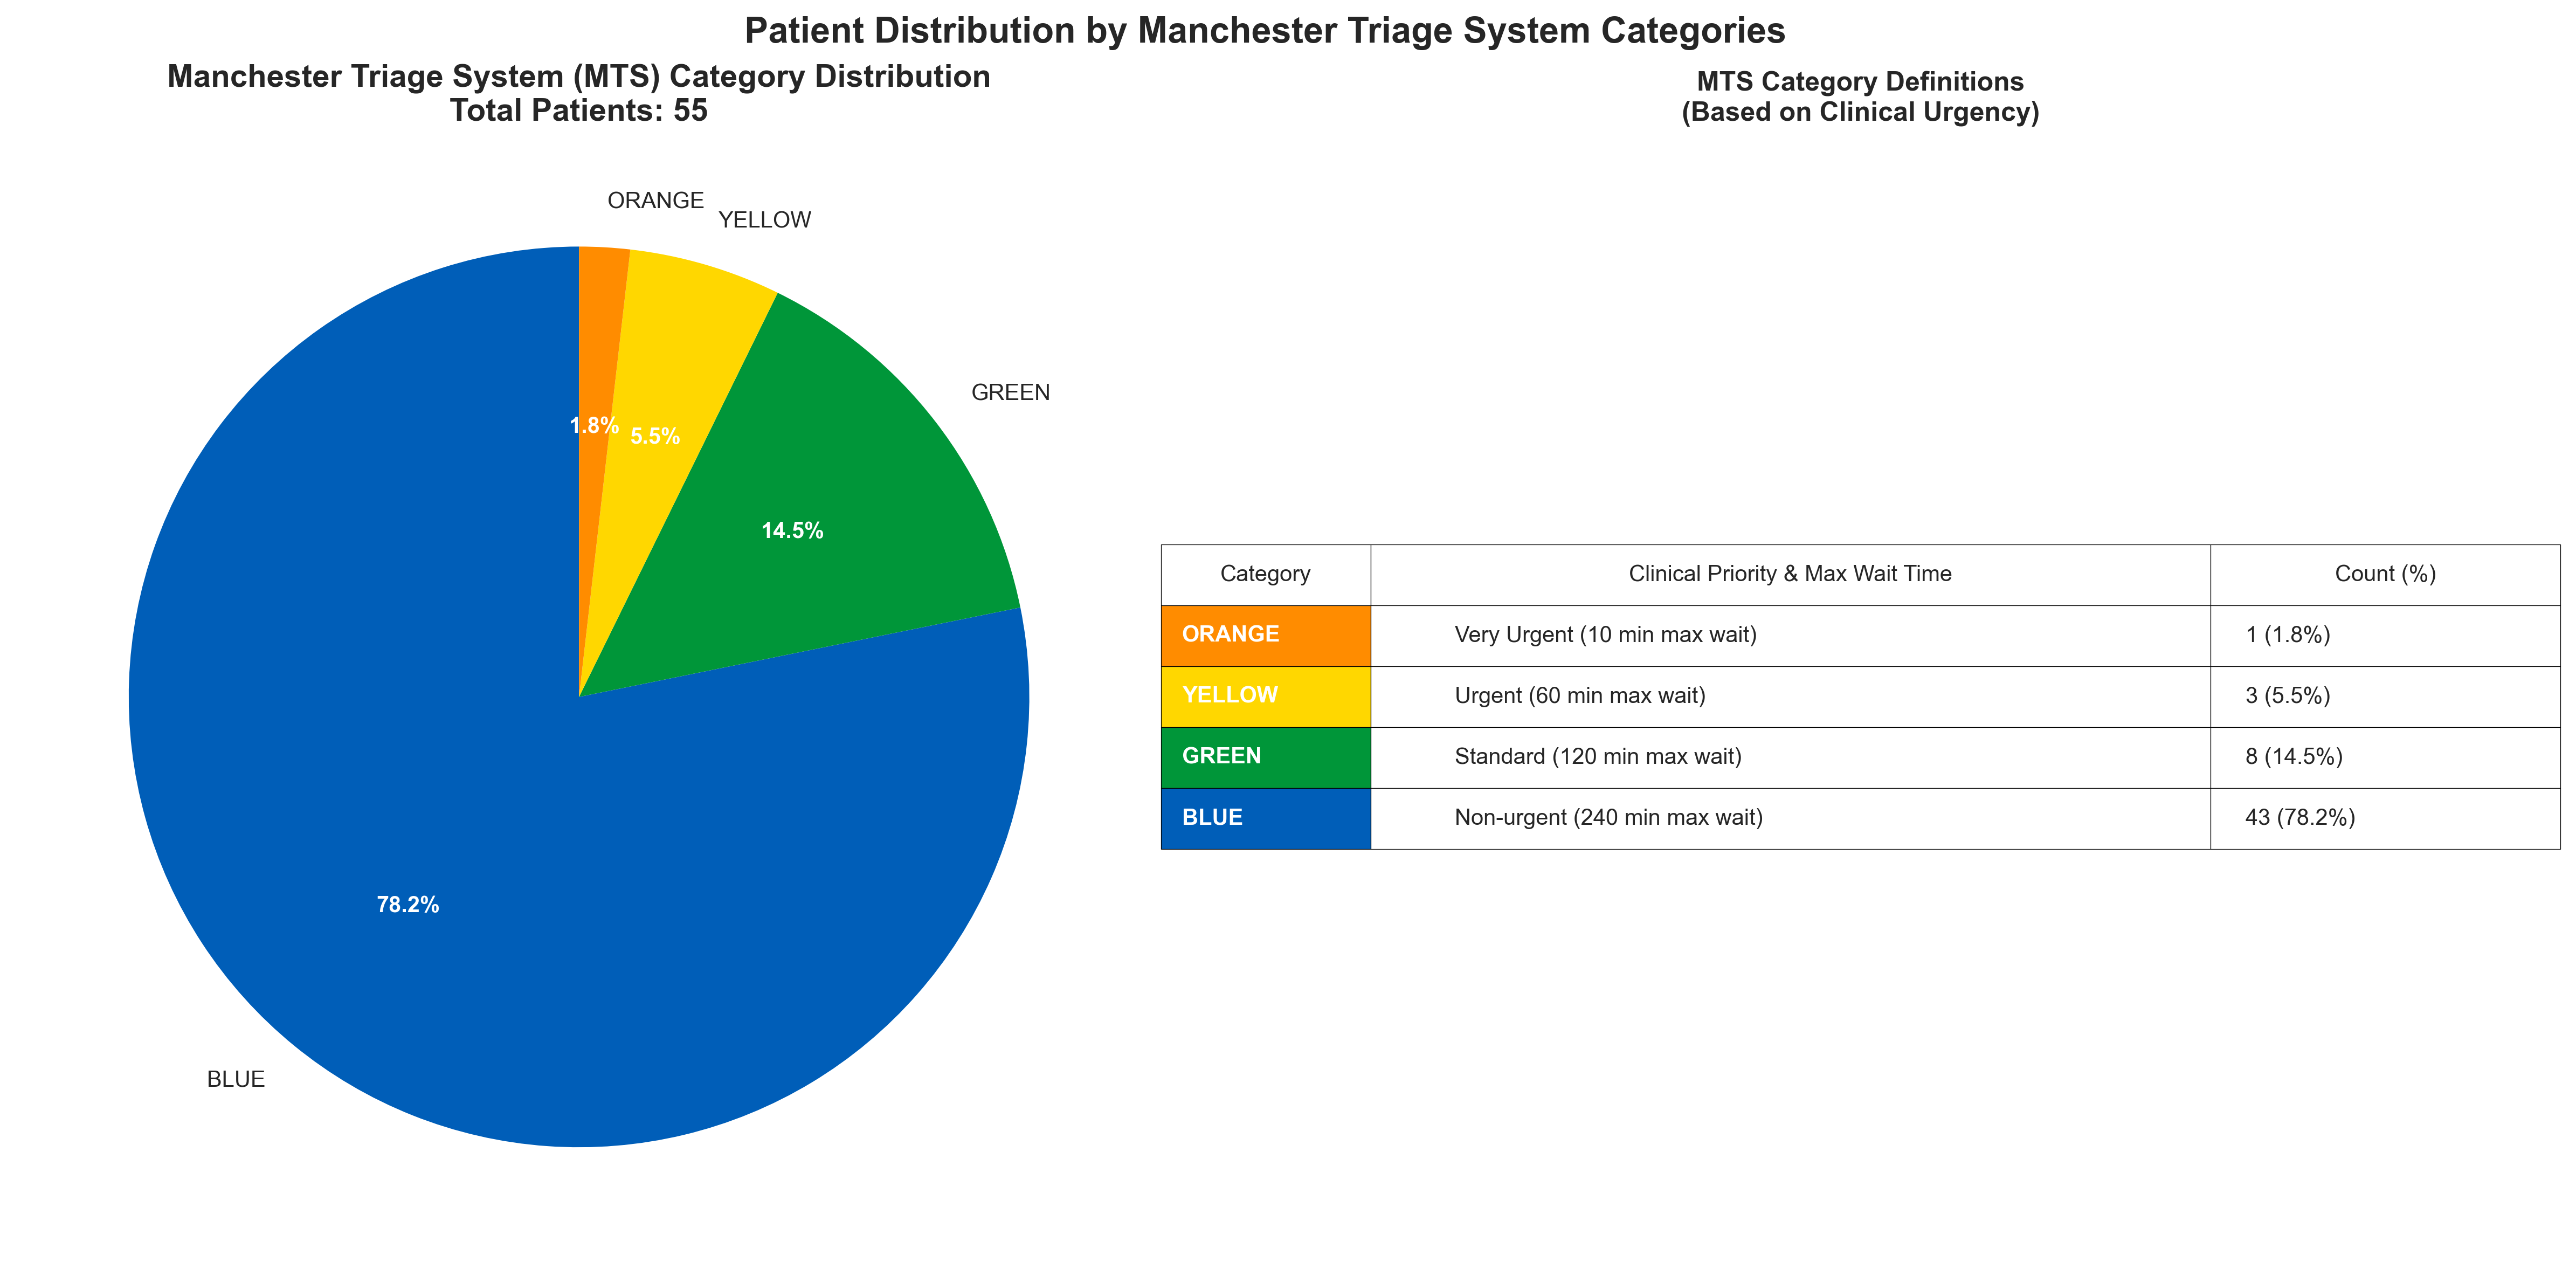 Patient Distribution by Manchester Triage System Categories
Manchester Triage System (MTS) Category Distribution
Total Patients: 55
ORANGE
YELLOW
GREEN
1.8%
5.5%
14.5%
78.2%
BLUE
MTS Category Definitions
(Based on Clinical Urgency)
Category Clinical Priority & Max Wait Time Count (%)
ORANGE Very Urgent (10 min max wait) 1 (1.8%)
YELLOW Urgent (60 min max wait) 3 (5.5%)
GREEN Standard (120 min max wait) 8 (14.5%)
BLUE Non-urgent (240 min max wait) 43 (78.2%)